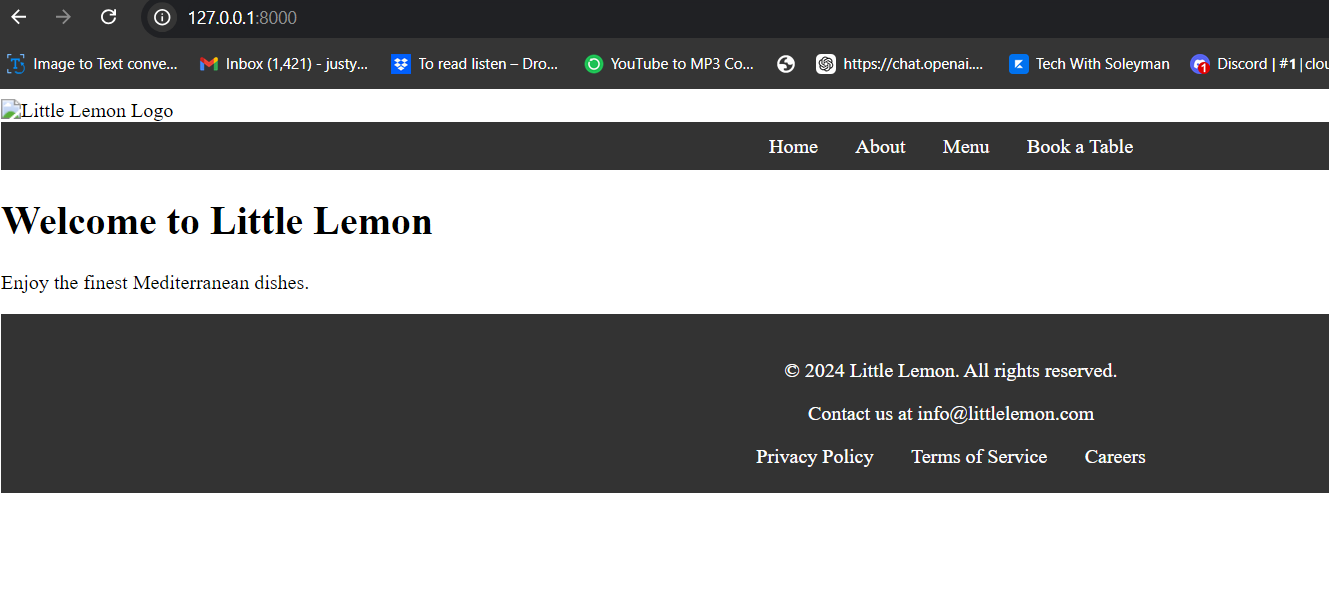 127.0.0.1:8000
Image to Text conve... Inbox (1,421) - justy... To read listen – Dro... YouTube to MP3 Co... https://chat.openai.... Tech With Soleyman Discord | #1 | clou
Little Lemon Logo
Home About Menu Book a Table
Welcome to Little Lemon
Enjoy the finest Mediterranean dishes.
© 2024 Little Lemon. All rights reserved.
Contact us at info@littlelemon.com
Privacy Policy Terms of Service Careers